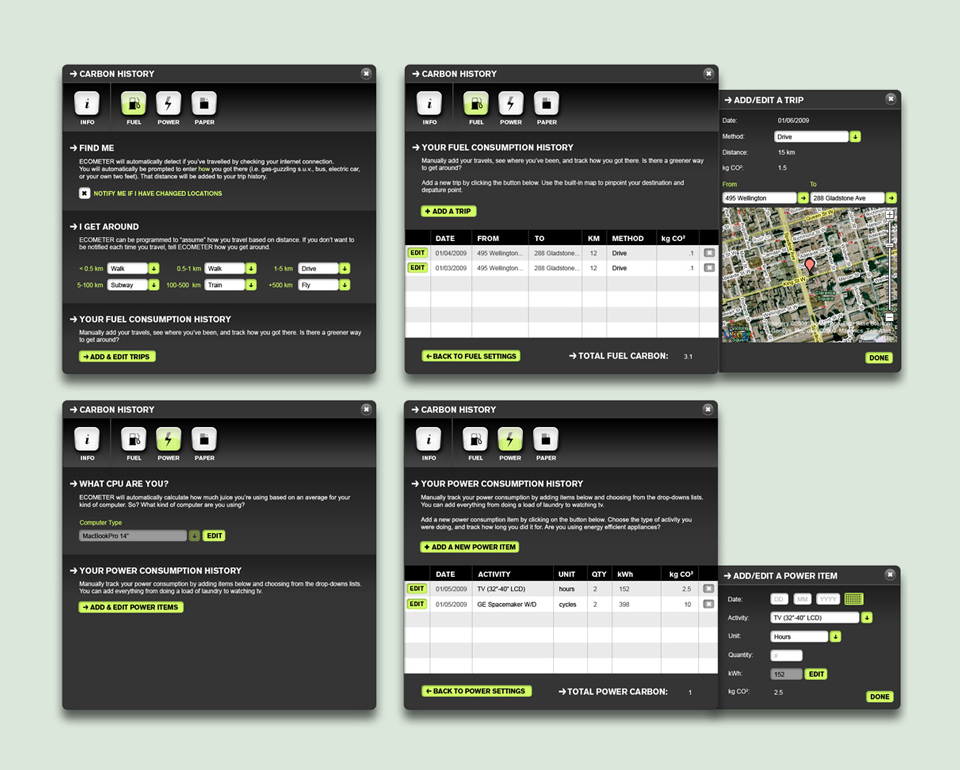 CARBON HISTORY
INFO FUEL POWER PAPER
FIND ME
ECOMETER will automatically detect if you've travelled by checking your internet connection.
You will automatically be prompted to enter how you got there (i.e. gas-guzzling s.u.v., bus, electric car,
or your own two feet). That distance will be added to your trip history.
NOTIFY ME IF I HAVE CHANGED LOCATIONS
I GET AROUND
ECOMETER can be programmed to "assume" how you travel based on distance. If you don't want to
be notified each time you travel, tell ECOMETER how you get around.
< 0.5 km Walk 0.5-1 km Walk 1-5 km Drive
5-100 km Subway 100-500 km Train +500 km Fly
YOUR FUEL CONSUMPTION HISTORY
Manually add your travels, see where you've been, and track how you got there. Is there a greener way
to get around?
ADD & EDIT TRIPS
CARBON HISTORY
INFO FUEL POWER PAPER
YOUR FUEL CONSUMPTION HISTORY
Manually add your travels, see where you've been, and track how you got there. Is there a greener way
to get around?
Add a new trip by clicking the button below. Use the built-in map to pinpoint your destination and
depature point.
+ ADD A TRIP
DATE FROM TO KM METHOD kg CO²
EDIT 01/04/2009 495 Wellington... 288 Gladstone... 12 Drive .1
EDIT 01/03/2009 495 Wellington... 288 Gladstone... 12 Drive .1
BACK TO FUEL SETTINGS TOTAL FUEL CARBON: 3.1
ADD/EDIT A TRIP
Date: 01/06/2009
Method: Drive
Distance: 15 km
kg CO²: 1.5
From To
495 Wellington 288 Gladstone Ave
King St W
DONE
CARBON HISTORY
INFO FUEL POWER PAPER
WHAT CPU ARE YOU?
ECOMETER will automatically calculate how much juice you're using based on an average for your
kind of computer. So? What kind of computer are you using?
Computer Type
MacBookPro 14" EDIT
YOUR POWER CONSUMPTION HISTORY
Manually track your power consumption by adding items below and choosing from the drop-downs lists.
You can add everything from doing a load of laundry to watching tv.
ADD & EDIT POWER ITEMS
CARBON HISTORY
INFO FUEL POWER PAPER
YOUR POWER CONSUMPTION HISTORY
Manually track your power consumption by adding items below and choosing from the drop-downs lists.
You can add everything from doing a load of laundry to watching tv.
Add a new power consumption item by clicking on the button below. Choose the type of activity you
were doing, and track how long you did it for. Are you using energy efficient appliances?
+ ADD A NEW POWER ITEM
DATE ACTIVITY UNIT QTY kWh kg CO²
EDIT 01/05/2009 TV (32"-40" LCD) hours 2 152 2.5
EDIT 01/05/2009 GE Spacemaker W/D cycles 2 398 10
BACK TO POWER SETTINGS TOTAL POWER CARBON: 1
ADD/EDIT A POWER ITEM
Date: DD MM YYYY
Activity: TV (32"-40" LCD)
Unit: Hours
Quantity: #
kWh: 152 EDIT
kg CO²: 2.5
DONE